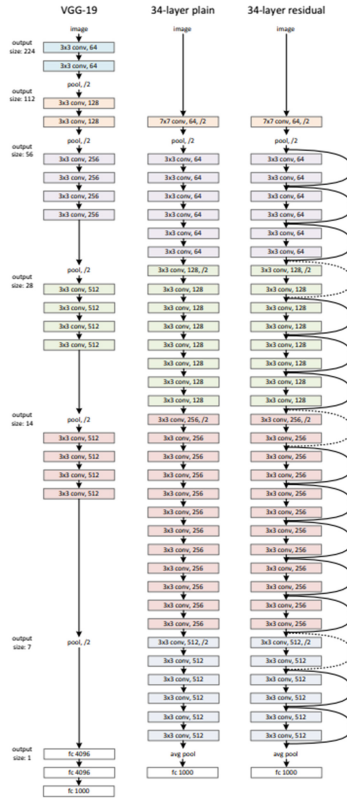 VGG-19
34-layer plain
34-layer residual
output
size: 224
output
size: 112
output
size: 56
output
size: 28
output
size: 14
output
size: 7
output
size: 1
image
3x3 conv, 64
3x3 conv, 64
pool, /2
3x3 conv, 128
3x3 conv, 128
pool, /2
3x3 conv, 256
3x3 conv, 256
3x3 conv, 256
3x3 conv, 256
pool, /2
3x3 conv, 512
3x3 conv, 512
3x3 conv, 512
3x3 conv, 512
pool, /2
3x3 conv, 512
3x3 conv, 512
3x3 conv, 512
3x3 conv, 512
pool, /2
fc 4096
fc 4096
fc 1000
image
7x7 conv, 64, /2
pool, /2
3x3 conv, 64
3x3 conv, 64
3x3 conv, 64
3x3 conv, 64
3x3 conv, 64
3x3 conv, 64
3x3 conv, 128, /2
3x3 conv, 128
3x3 conv, 128
3x3 conv, 128
3x3 conv, 128
3x3 conv, 128
3x3 conv, 128
3x3 conv, 128
3x3 conv, 256, /2
3x3 conv, 256
3x3 conv, 256
3x3 conv, 256
3x3 conv, 256
3x3 conv, 256
3x3 conv, 256
3x3 conv, 256
3x3 conv, 256
3x3 conv, 256
3x3 conv, 256
3x3 conv, 256
3x3 conv, 512, /2
3x3 conv, 512
3x3 conv, 512
3x3 conv, 512
3x3 conv, 512
3x3 conv, 512
avg pool
fc 1000
image
7x7 conv, 64, /2
pool, /2
3x3 conv, 64
3x3 conv, 64
3x3 conv, 64
3x3 conv, 64
3x3 conv, 64
3x3 conv, 64
3x3 conv, 128, /2
3x3 conv, 128
3x3 conv, 128
3x3 conv, 128
3x3 conv, 128
3x3 conv, 128
3x3 conv, 128
3x3 conv, 128
3x3 conv, 256, /2
3x3 conv, 256
3x3 conv, 256
3x3 conv, 256
3x3 conv, 256
3x3 conv, 256
3x3 conv, 256
3x3 conv, 256
3x3 conv, 256
3x3 conv, 256
3x3 conv, 256
3x3 conv, 256
3x3 conv, 512, /2
3x3 conv, 512
3x3 conv, 512
3x3 conv, 512
3x3 conv, 512
3x3 conv, 512
avg pool
fc 1000